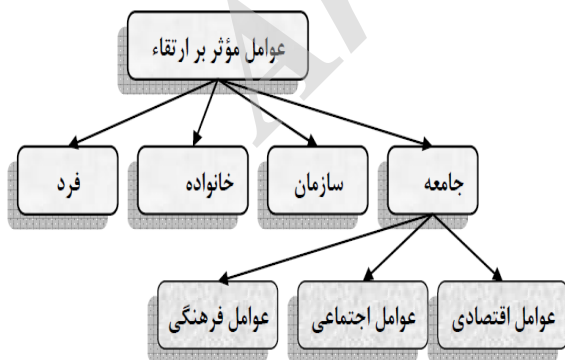 عوامل مؤثر بر ارتقاء
جامعه
سازمان
خانواده
فرد
عوامل اقتصادی
عوامل اجتماعی
عوامل فرهنگی